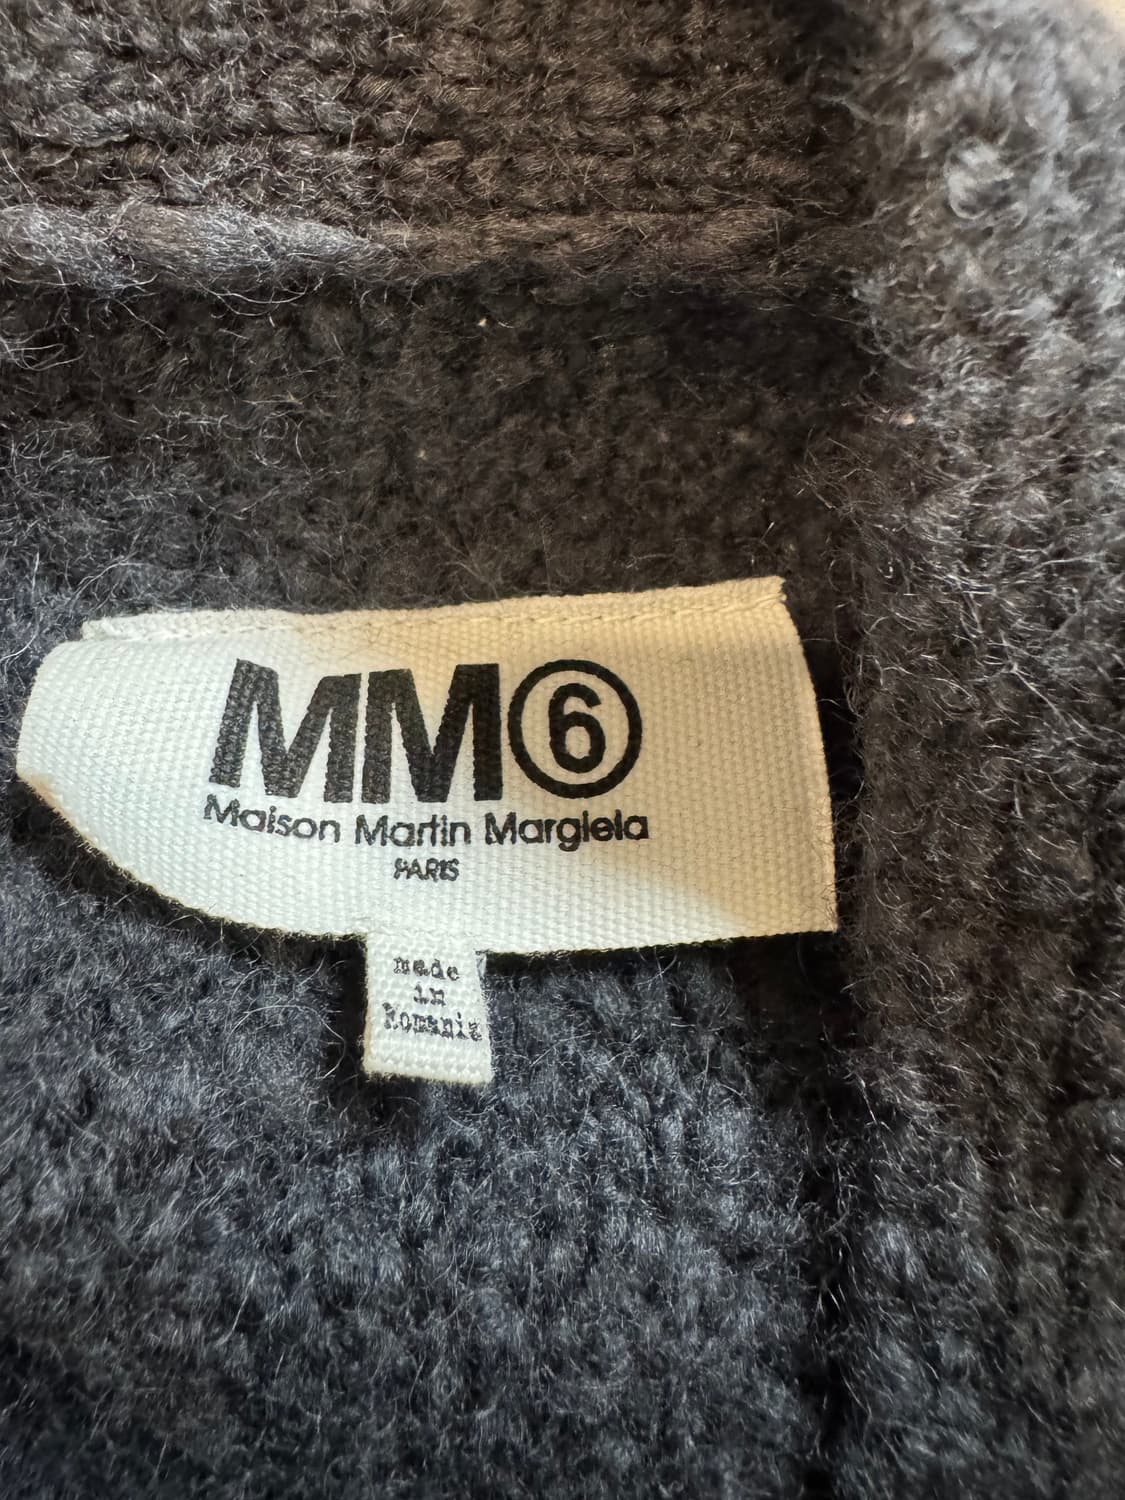 MM⑥
Maison Martin Margiela
PARIS
made
in
Romania